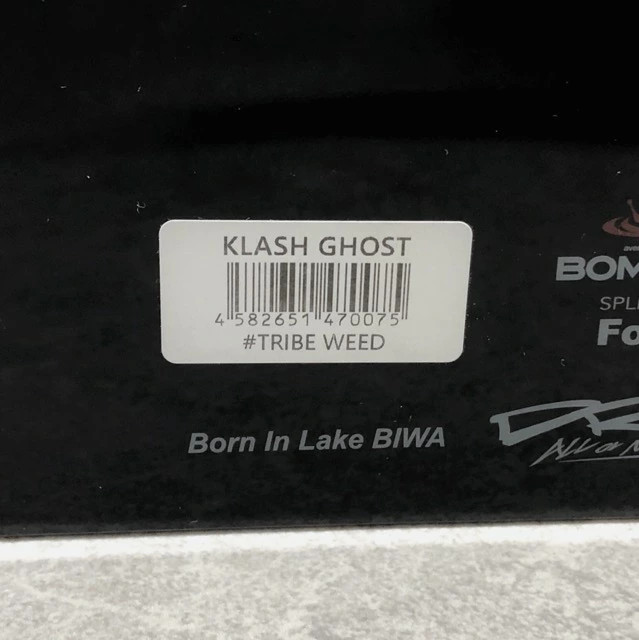 KLASH GHOST
4 582651 470075
#TRIBE WEED
Born In Lake BIWA